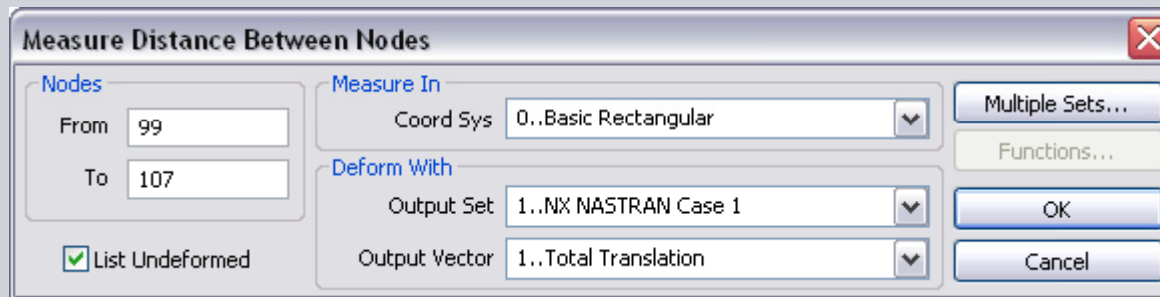 Measure Distance Between Nodes
Nodes
From 99
To 107
List Undeformed
Measure In
Coord Sys 0..Basic Rectangular
Deform With
Output Set 1..NX NASTRAN Case 1
Output Vector 1..Total Translation
Multiple Sets...
Functions...
OK
Cancel